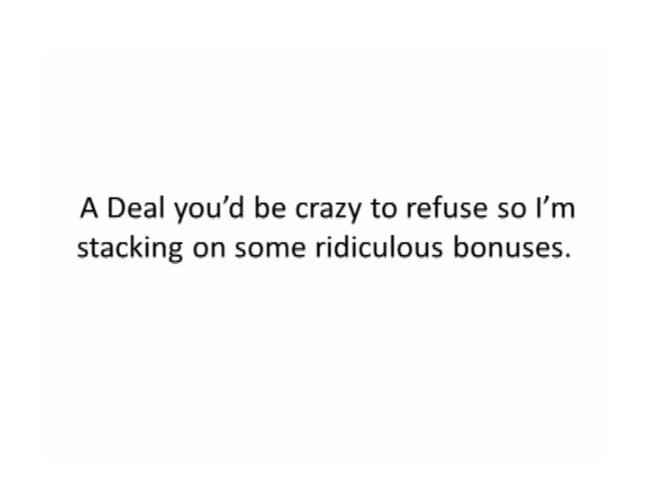 A Deal you’d be crazy to refuse so I’m
stacking on some ridiculous bonuses.